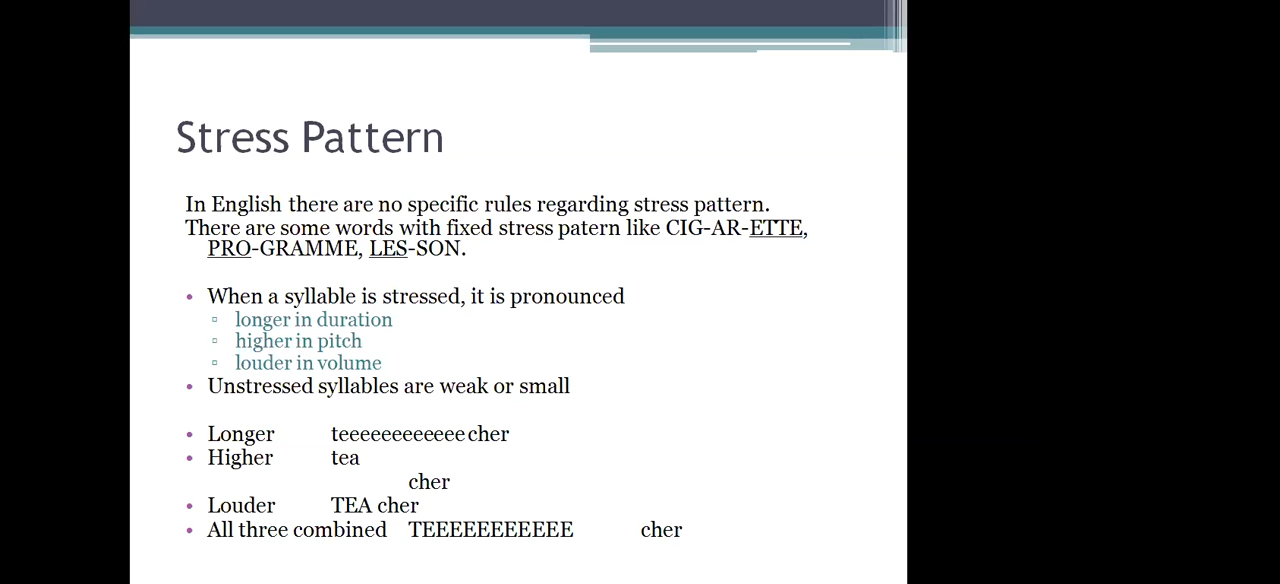 Stress Pattern
In English there are no specific rules regarding stress pattern.
There are some words with fixed stress patern like CIG-AR-ETTE,
PRO-GRAMME, LES-SON.
• When a syllable is stressed, it is pronounced
▫ longer in duration
▫ higher in pitch
▫ louder in volume
• Unstressed syllables are weak or small
• Longer teeeeeeeeeeee cher
• Higher tea
cher
• Louder TEA cher
• All three combined TEEEEEEEEEEE cher